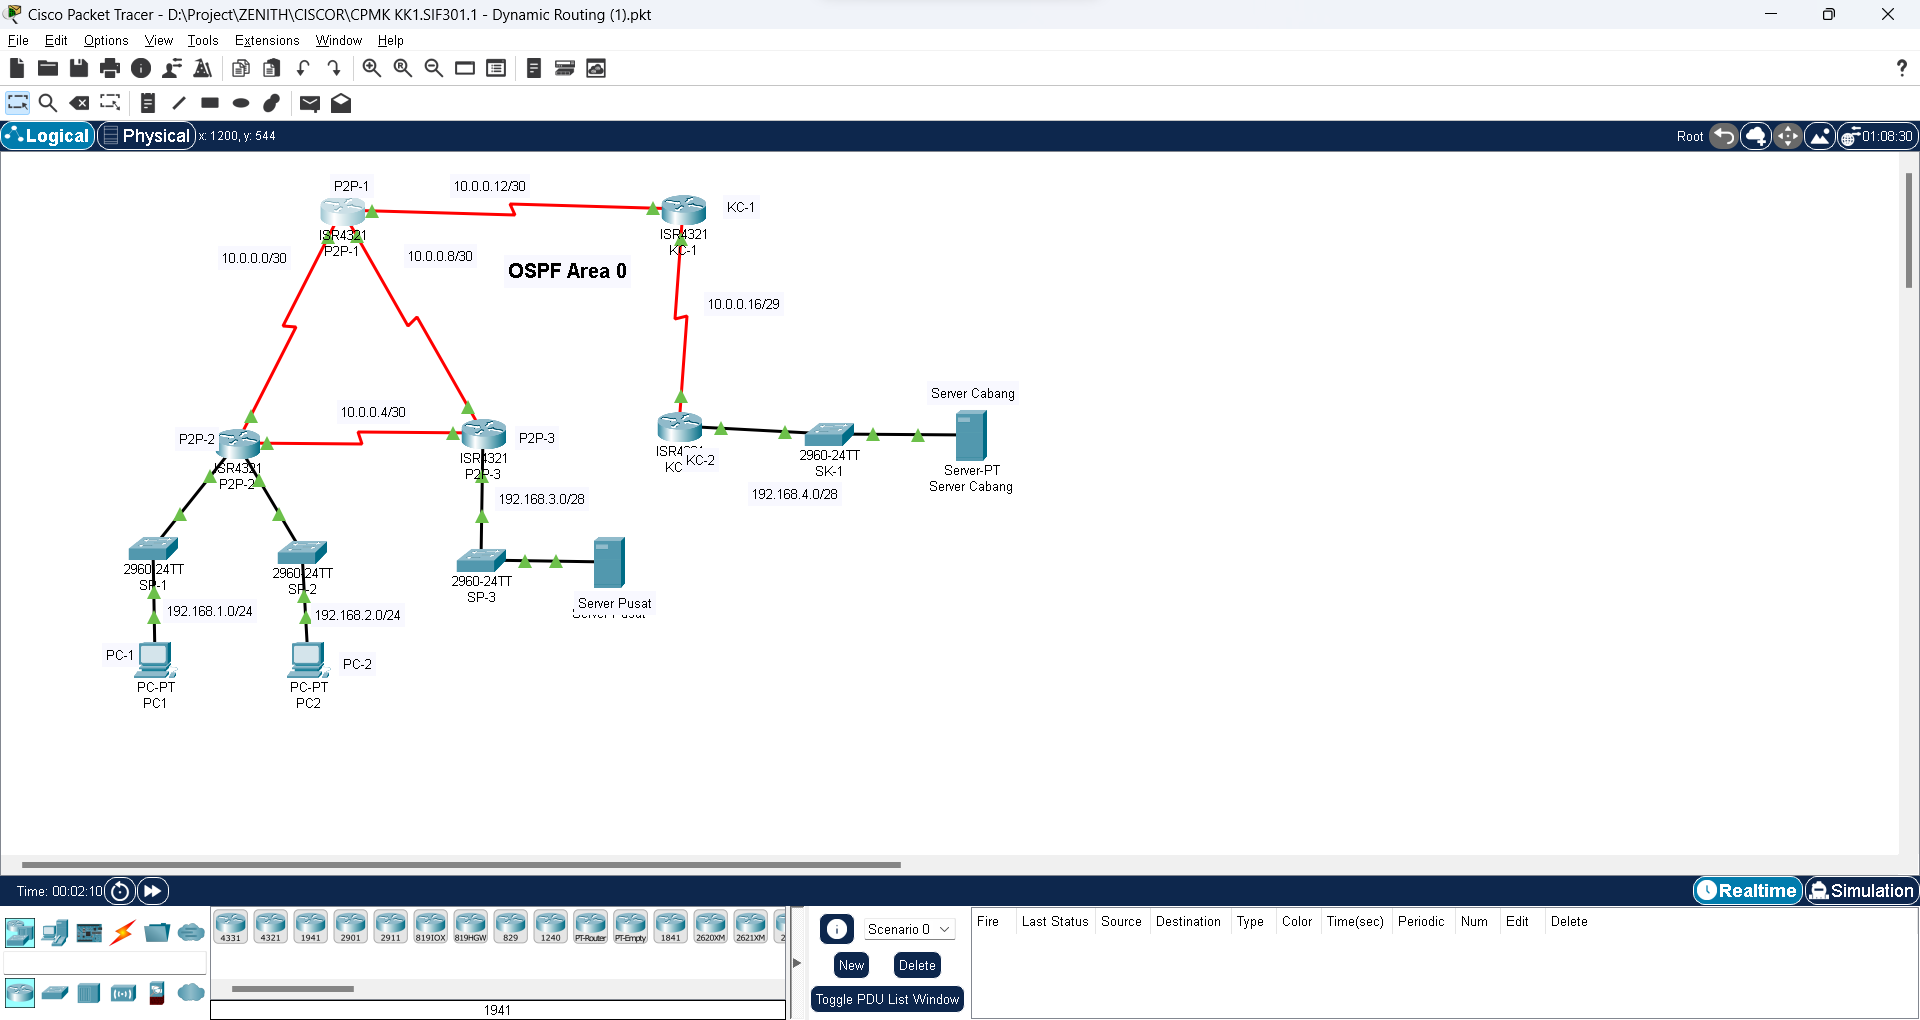 Cisco Packet Tracer - D:\Project\ZENITH\CISCOR\CPMK KK1.SIF301.1 - Dynamic Routing (1).pkt
File Edit Options View Tools Extensions Window Help
?
Logical Physical x: 1200, y: 544 Root 01:08:30
P2P-1
10.0.0.12/30
KC-1
ISR4321
P2P-1
ISR4321
KC-1
10.0.0.0/30
10.0.0.8/30
OSPF Area 0
10.0.0.16/29
Server Cabang
10.0.0.4/30
P2P-2
P2P-3
ISR4321
P2P-2
ISR4321
P2P-3
KC
KC-2
2960-24TT
SK-1
Server-PT
Server Cabang
192.168.4.0/28
192.168.3.0/28
2960-24TT
SP-1
2960-24TT
SP-2
2960-24TT
SP-3
Server Pusat
192.168.1.0/24
192.168.2.0/24
PC-1
PC-2
PC-PT
PC1
PC-PT
PC2
Time: 00:02:10
Realtime Simulation
4331 4321 1941 2901 2911 819IOX 819HGW 829 1240 PT-Router PT-Empty 1841 2620XM 2621XM
1941
Scenario 0
New Delete
Toggle PDU List Window
Fire Last Status Source Destination Type Color Time(sec) Periodic Num Edit Delete